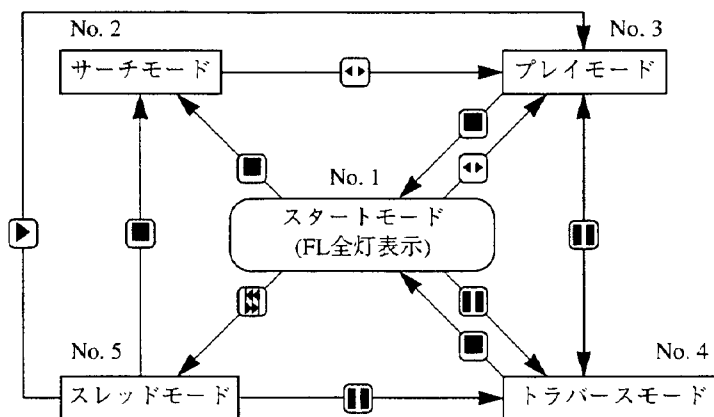 No. 2
No. 3
サーチモード
プレイモード
No. 1
スタートモード
(FL全灯表示)
No. 5
No. 4
スレッドモード
トラバースモード